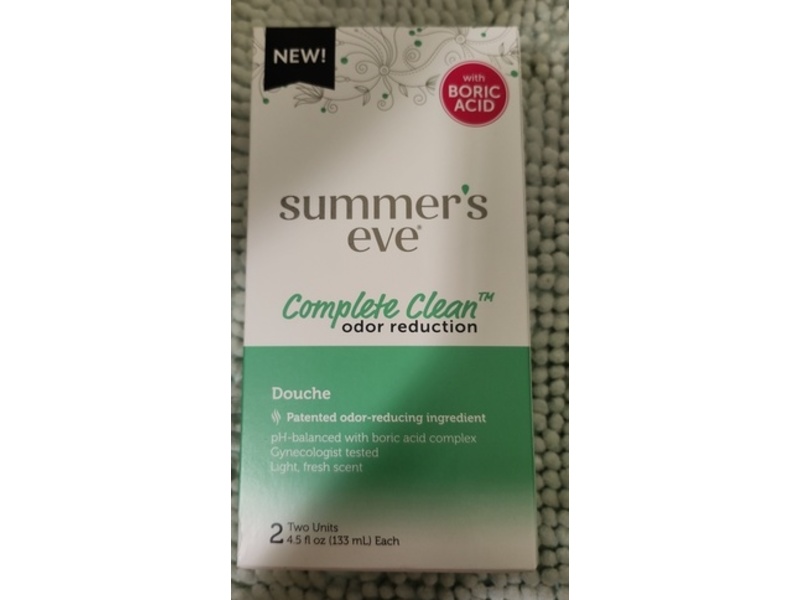 NEW!
with
BORIC
ACID
summer's
eve®
Complete Clean™
odor reduction
Douche
Patented odor-reducing ingredient
pH-balanced with boric acid complex
Gynecologist tested
Light, fresh scent
2 Two Units
4.5 fl oz (133 mL) Each